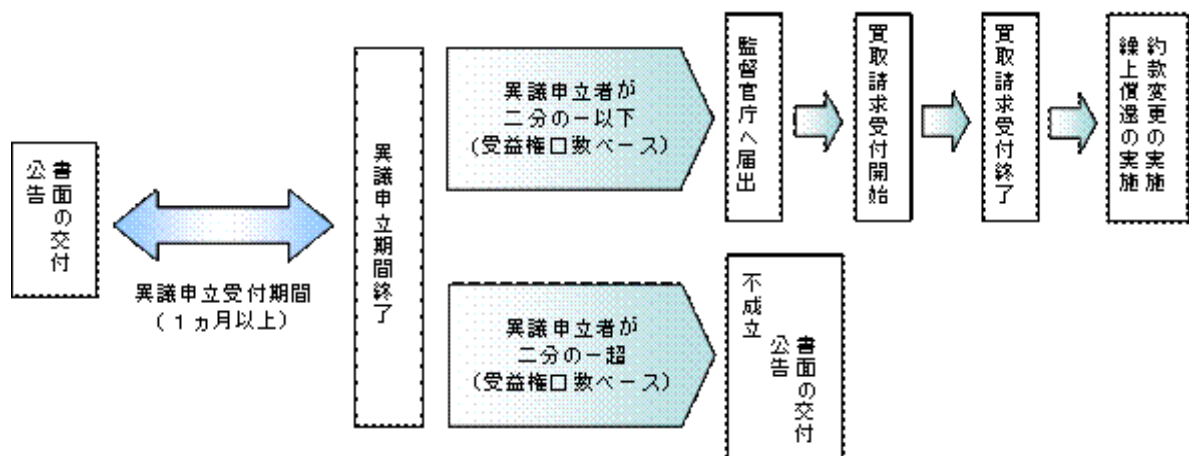 書面の交付
公告
異議申立受付期間
(1ヵ月以上)
異議申立期間終了
異議申立者が
二分の一以下
(受益権口数ベース)
監督官庁へ届出
買取請求受付開始
買取請求受付終了
約款変更の実施
繰上償還の実施
異議申立者が
二分の一超
(受益権口数ベース)
不成立
書面の交付
公告